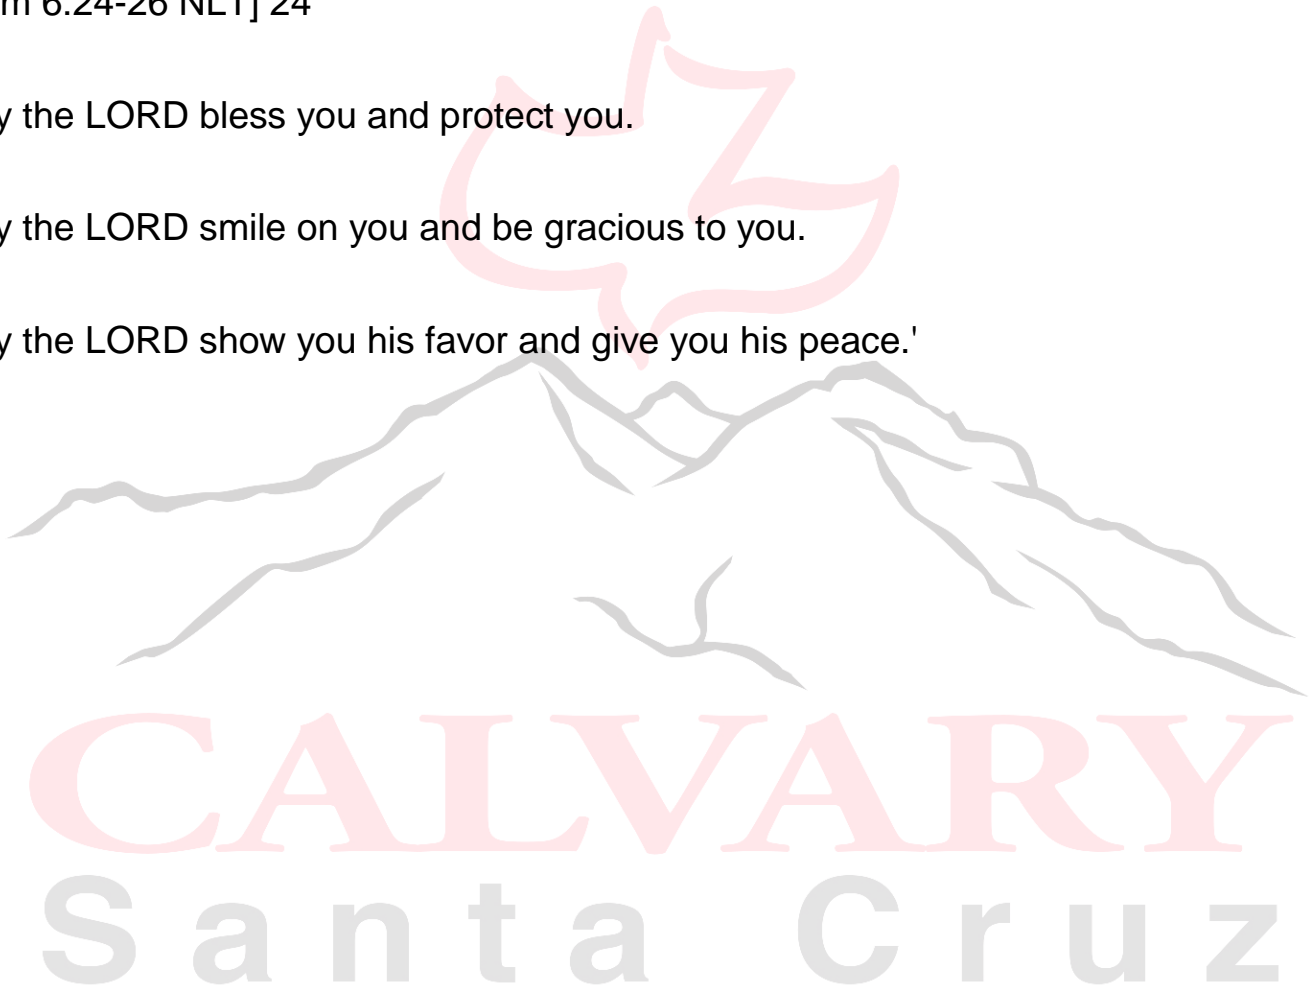 m 6.24-26 NLT] 24
y the LORD bless you and protect you.
y the LORD smile on you and be gracious to you.
y the LORD show you his favor and give you his peace.'
CALVARY
Santa Cruz